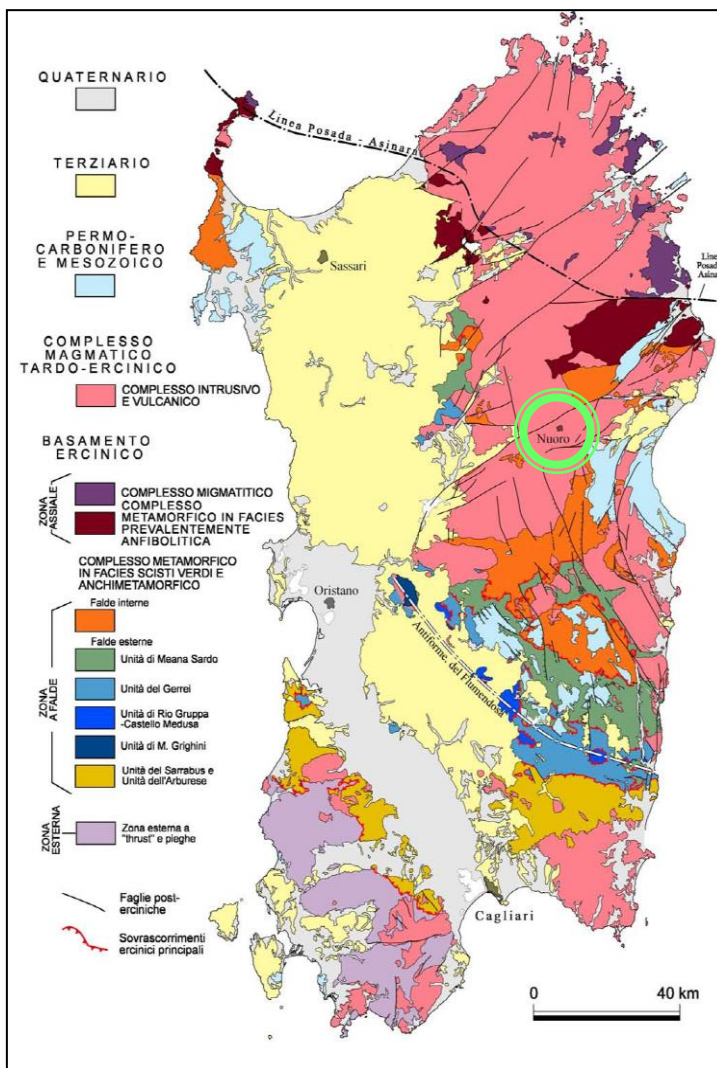 QUATERNARIO
TERZIARIO
PERMO-
CARBONIFERO
E MESOZOICO
COMPLESSO
MAGMATICO
TARDO-ERCINICO
COMPLESSO INTRUSIVO
E VULCANICO
BASAMENTO
ERCINICO
ZONA
ASSIALE
COMPLESSO MIGMATITICO
COMPLESSO
METAMORFICO IN FACIES
PREVALENTEMENTE
ANFIBOLITICA
COMPLESSO METAMORFICO
IN FACIES SCISTI VERDI E
ANCHIMETAMORFICO
ZONA
A FALDE
Falde interne
Falde esterne
Unità di Meana Sardo
Unità del Gerrei
Unità di Rio Gruppa
-Castello Medusa
Unità di M. Grighini
Unità del Sarrabus e
Unità dell'Arburese
ZONA
ESTERNA
Zona esterna a
"thrust" e pieghe
Faglie post-
erciniche
Sovrascorrimenti
ercinici principali
Linea Posada - Asinara
Sassari
Linea
Posada
Asinara
Nuoro
Oristano
Antiforme del Flumendosa
Cagliari
0 40 km